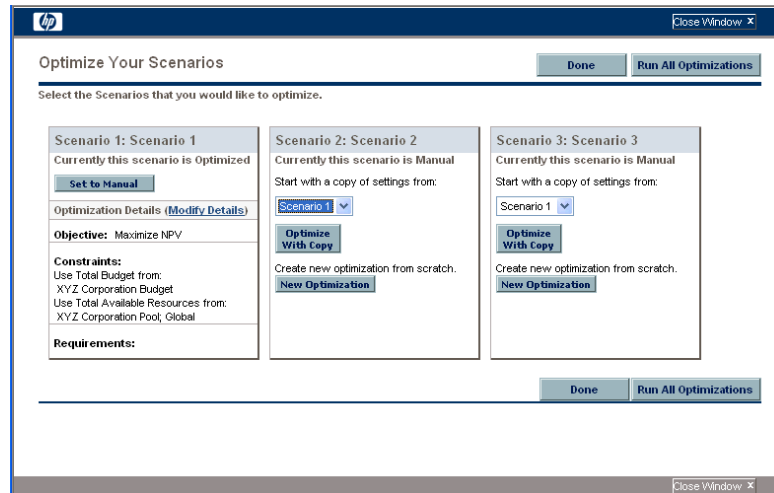 hp
Close Window x
Optimize Your Scenarios
Done
Run All Optimizations
Select the Scenarios that you would like to optimize.
Scenario 1: Scenario 1
Currently this scenario is Optimized
Set to Manual
Optimization Details (Modify Details)
Objective: Maximize NPV
Constraints:
Use Total Budget from:
XYZ Corporation Budget
Use Total Available Resources from:
XYZ Corporation Pool; Global
Requirements:
Scenario 2: Scenario 2
Currently this scenario is Manual
Start with a copy of settings from:
Scenario 1
Optimize
With Copy
Create new optimization from scratch.
New Optimization
Scenario 3: Scenario 3
Currently this scenario is Manual
Start with a copy of settings from:
Scenario 1
Optimize
With Copy
Create new optimization from scratch.
New Optimization
Done
Run All Optimizations
Close Window x